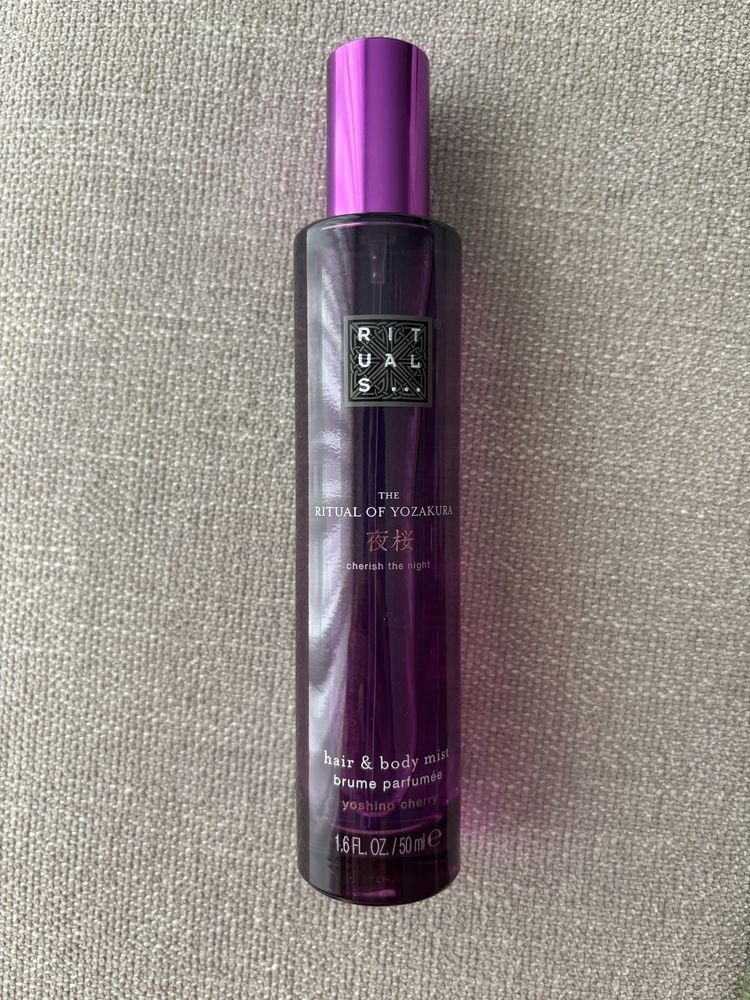 RIT
UAL
S...
®
THE
RITUAL OF YOZAKURA
夜桜
cherish the night
hair & body mist
brume parfumée
yoshino cherry
1.6 FL. OZ. / 50 ml ℮